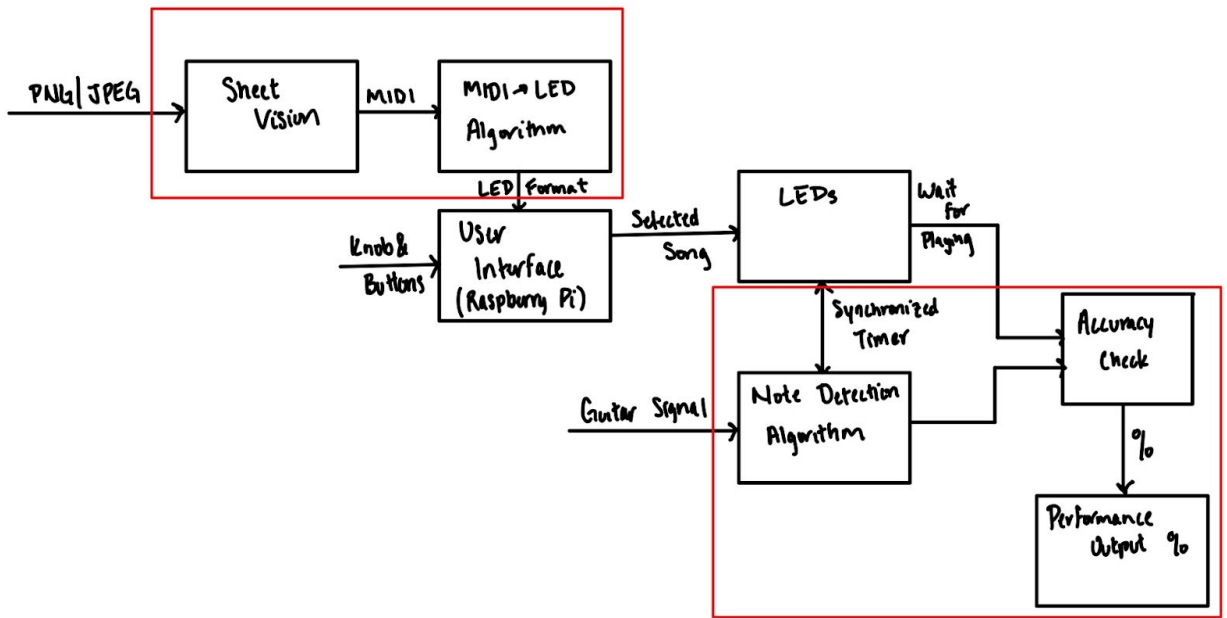 PNG/JPEG
Sheet
Vision
MIDI
MIDI → LED
Algorithm
LED Format
Knob &
Buttons
User
Interface
(Raspberry Pi)
Selected
Song
LEDs
Wait
for
Playing
Synchronized
Timer
Guitar Signal
Note Detection
Algorithm
Accuracy
Check
%
Performance
Output %